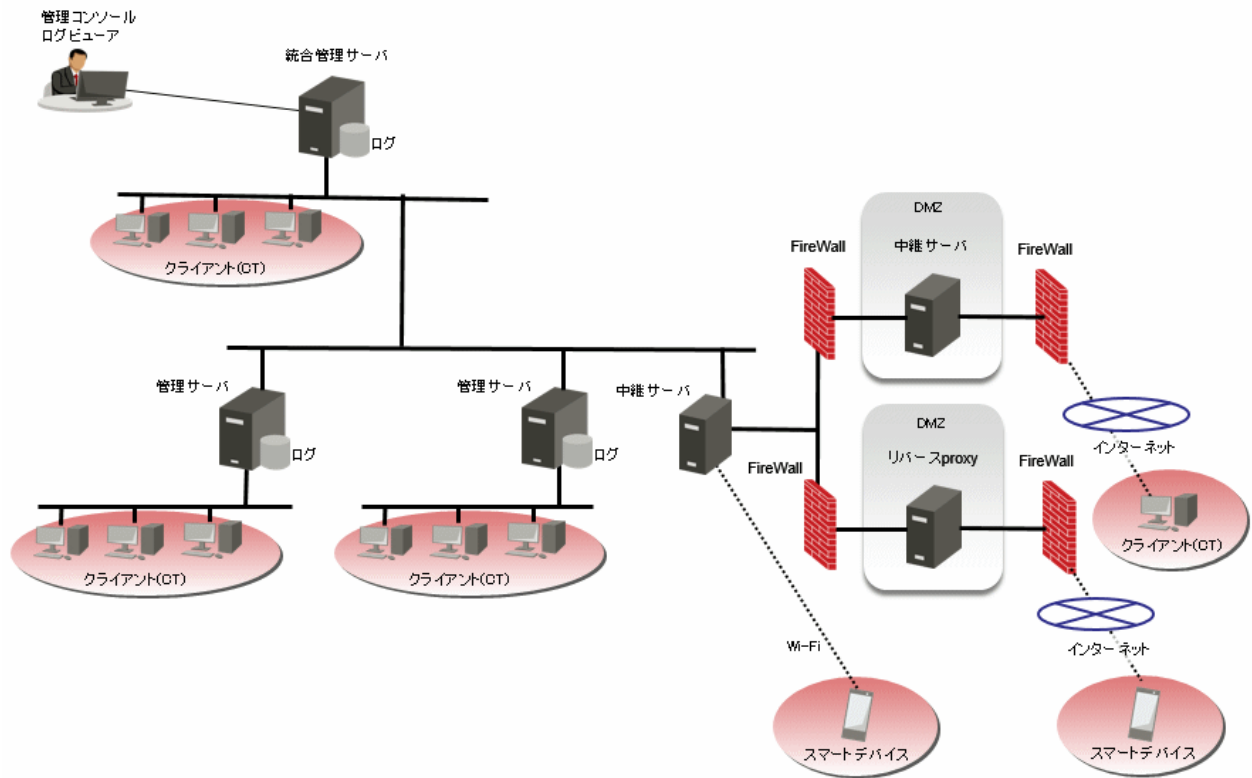 管理コンソール
ログビューア
統合管理サーバ
ログ
クライアント(CT)
DMZ
中継サーバ
FireWall
FireWall
管理サーバ
ログ
管理サーバ
ログ
中継サーバ
DMZ
リバースproxy
FireWall
FireWall
インターネット
クライアント(CT)
クライアント(CT)
クライアント(CT)
Wi-Fi
インターネット
スマートデバイス
スマートデバイス